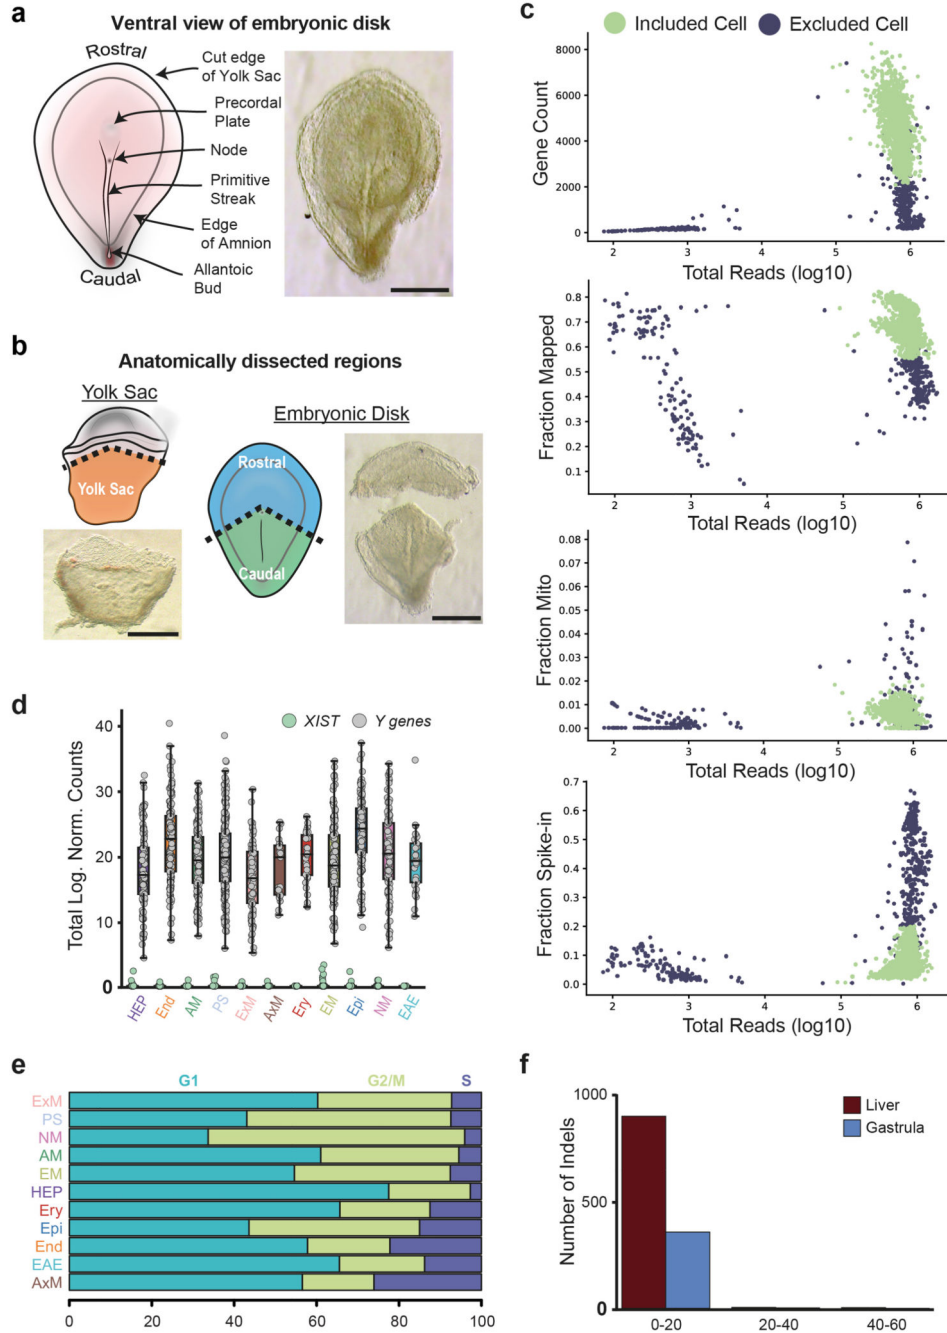 a
Ventral view of embryonic disk
Rostral
Cut edge
of Yolk Sac
Precordal
Plate
Node
Primitive
Streak
Edge
of Amnion
Allantoic
Bud
Caudal
b
Anatomically dissected regions
Yolk Sac
Yolk Sac
Embryonic Disk
Rostral
Caudal
c
Included Cell
Excluded Cell
Gene Count
8000
6000
4000
2000
0
2 3 4 5 6
Total Reads (log10)
Fraction Mapped
0.8
0.7
0.6
0.5
0.4
0.3
0.2
0.1
2 3 4 5 6
Total Reads (log10)
Fraction Mito
0.08
0.07
0.06
0.05
0.04
0.03
0.02
0.01
0.00
2 3 4 5 6
Total Reads (log10)
Fraction Spike-in
0.7
0.6
0.5
0.4
0.3
0.2
0.1
0.0
2 3 4 5 6
Total Reads (log10)
d
XIST
Y genes
Total Log. Norm. Counts
40
30
20
10
0
HEP End AM PS ExM AxM Ery EM Epi NM EAE
e
G1 G2/M S
ExM
PS
NM
AM
EM
HEP
Ery
Epi
End
EAE
AxM
0 20 40 60 80 100
f
Liver
Gastrula
Number of Indels
1000
500
0
0-20 20-40 40-60